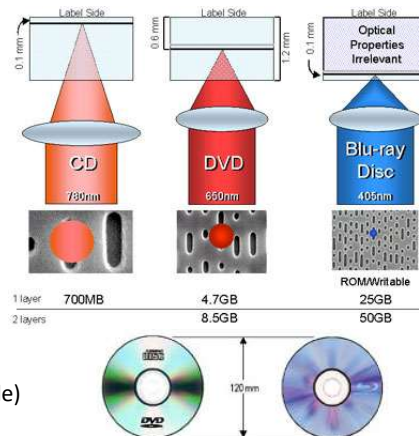 Label Side
Label Side
Label Side
0.1 mm
0.6 mm
1.2 mm
0.1 mm
Optical
Properties
Irrelevant
CD
780nm
DVD
650nm
Blu-ray
Disc
405nm
ROM/Writable
1 layer 700MB 4.7GB 25GB
2 layers 8.5GB 50GB
e)
120 mm
DVD